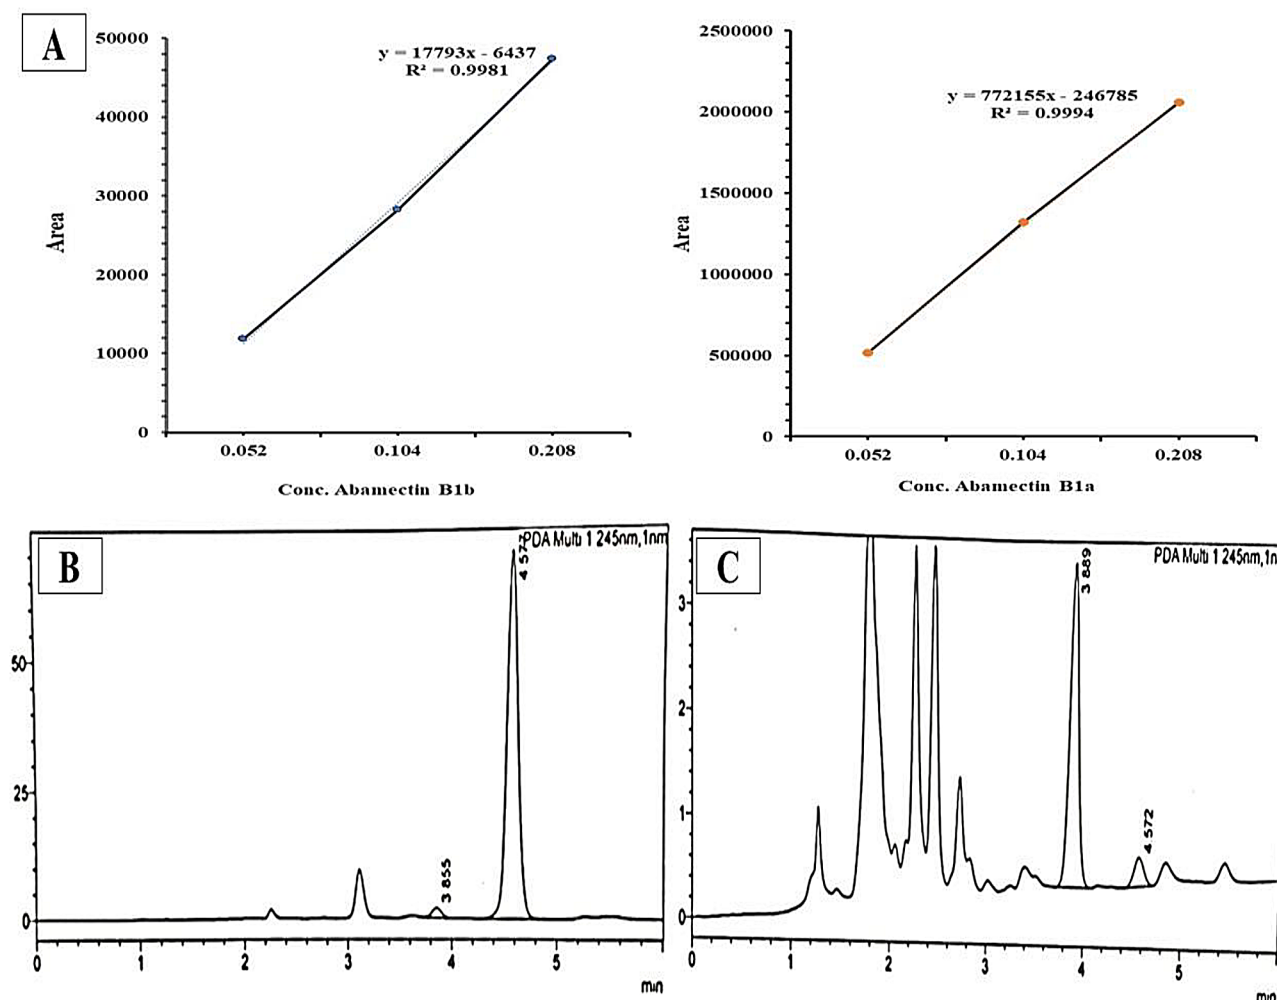 A
y = 17793x - 6437
R² = 0.9981
50000
40000
30000
20000
10000
0
Area
0.052 0.104 0.208
Conc. Abamectin B1b
y = 772155x - 246785
R² = 0.9994
2500000
2000000
1500000
1000000
500000
0
Area
0.052 0.104 0.208
Conc. Abamectin B1a
B
PDA Multi 1 245nm,1nm
4 577
50
25
0
3 855
0 1 2 3 4 5
min
C
PDA Multi 1 245nm,1n
3 889
3
2
1
0
4 572
0 1 2 3 4 5
min